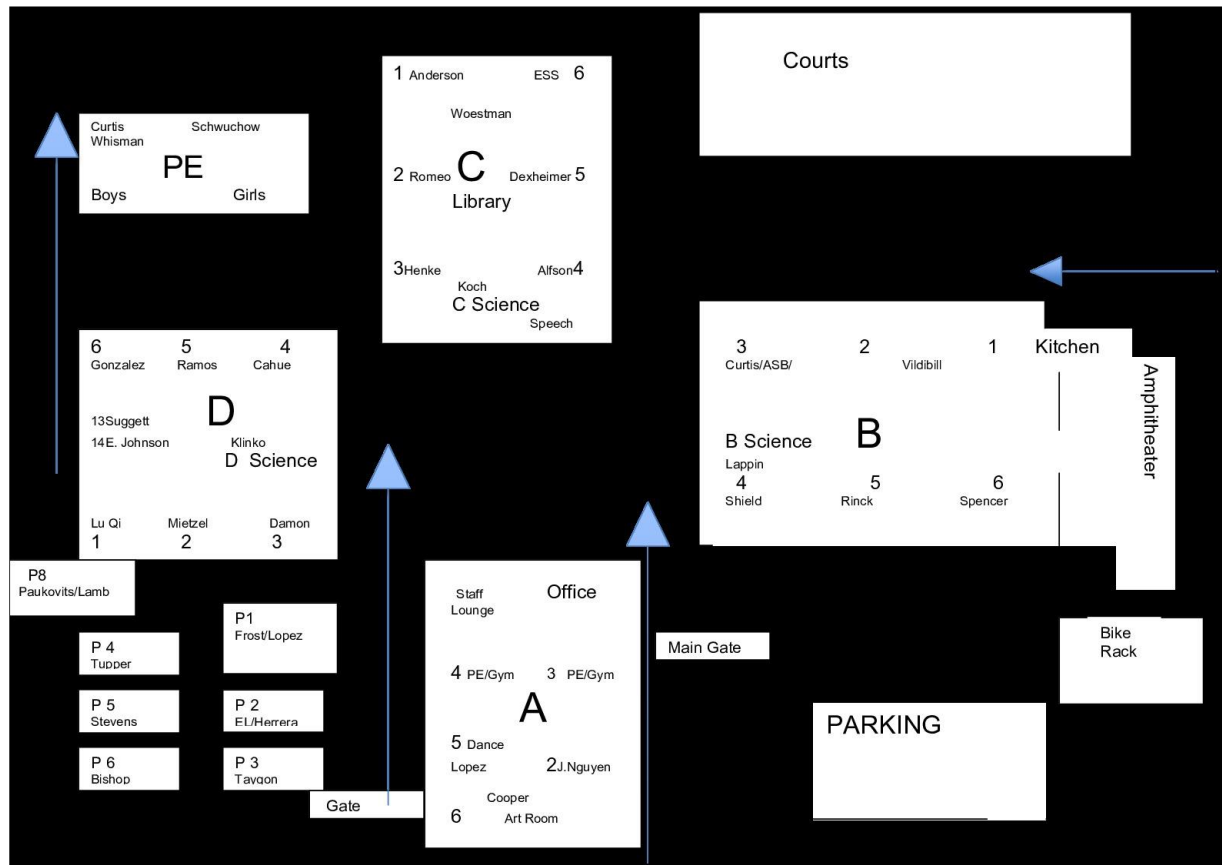 Courts
1 Anderson ESS 6
Woestman
2 Romeo C Dexheimer 5
Library
3Henke Alfson4
Koch
C Science
Speech
Curtis Schwuchow
Whisman
PE
Boys Girls
6 5 4
Gonzalez Ramos Cahue
D
13Suggett
14E. Johnson Klinko
D Science
Lu Qi Mietzel Damon
1 2 3
3 2 1 Kitchen
Curtis/ASB/ Vildibill
B Science B
Lappin
4 5 6
Shield Rinck Spencer
Amphitheater
P8
Paukovits/Lamb
P1
Frost/Lopez
P 4
Tupper
P 5
Stevens
P 2
EL/Herrera
P 6
Bishop
P 3
Taygon
Gate
Staff Office
Lounge
4 PE/Gym 3 PE/Gym
A
5 Dance
Lopez 2J.Nguyen
Cooper
6 Art Room
Main Gate
Bike
Rack
PARKING